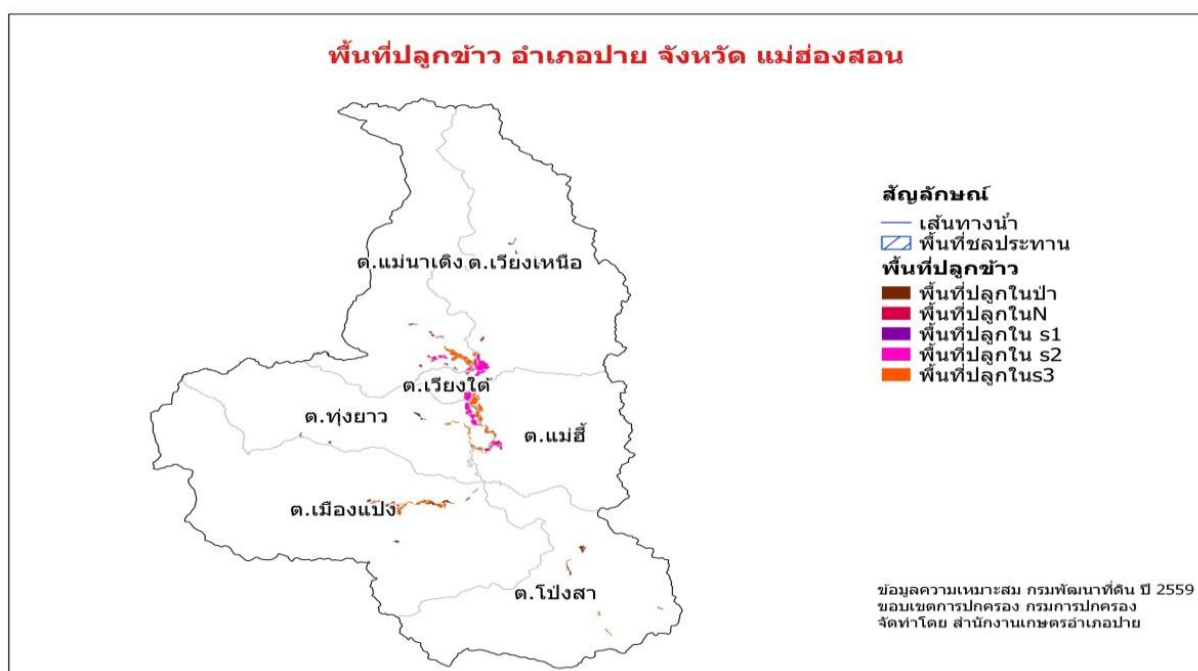 พื้นที่ปลูกข้าว อำเภอปาย จังหวัด แม่ฮ่องสอน
สัญลักษณ์
เส้นทางน้ำ
พื้นที่ชลประทาน
พื้นที่ปลูกข้าว
พื้นที่ปลูกในป่า
พื้นที่ปลูกในN
พื้นที่ปลูกใน s1
พื้นที่ปลูกใน s2
พื้นที่ปลูกในs3
ต.แม่นาเติง ต.เวียงเหนือ
ต.เวียงใต้
ต.ทุ่งยาว
ต.แม่ฮี้
ต.เมืองแปง
ต.โป่งสา
ข้อมูลความเหมาะสม กรมพัฒนาที่ดิน ปี 2559
ขอบเขตการปกครอง กรมการปกครอง
จัดทำโดย สำนักงานเกษตรอำเภอปาย